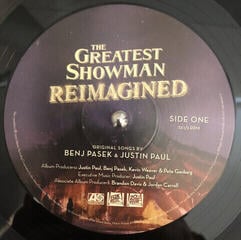 THE
GREATEST
SHOWMAN
REIMAGINED
SIDE ONE
ORIGINAL SONGS BY
BENJ PASEK & JUSTIN PAUL
Album Producers: Justin Paul, Benj Pasek, Kevin Weaver & Pete Ganbarg
Executive Music Producer: Justin Paul
Associate Album Producers: Brandon Davis & Jordan Carroll